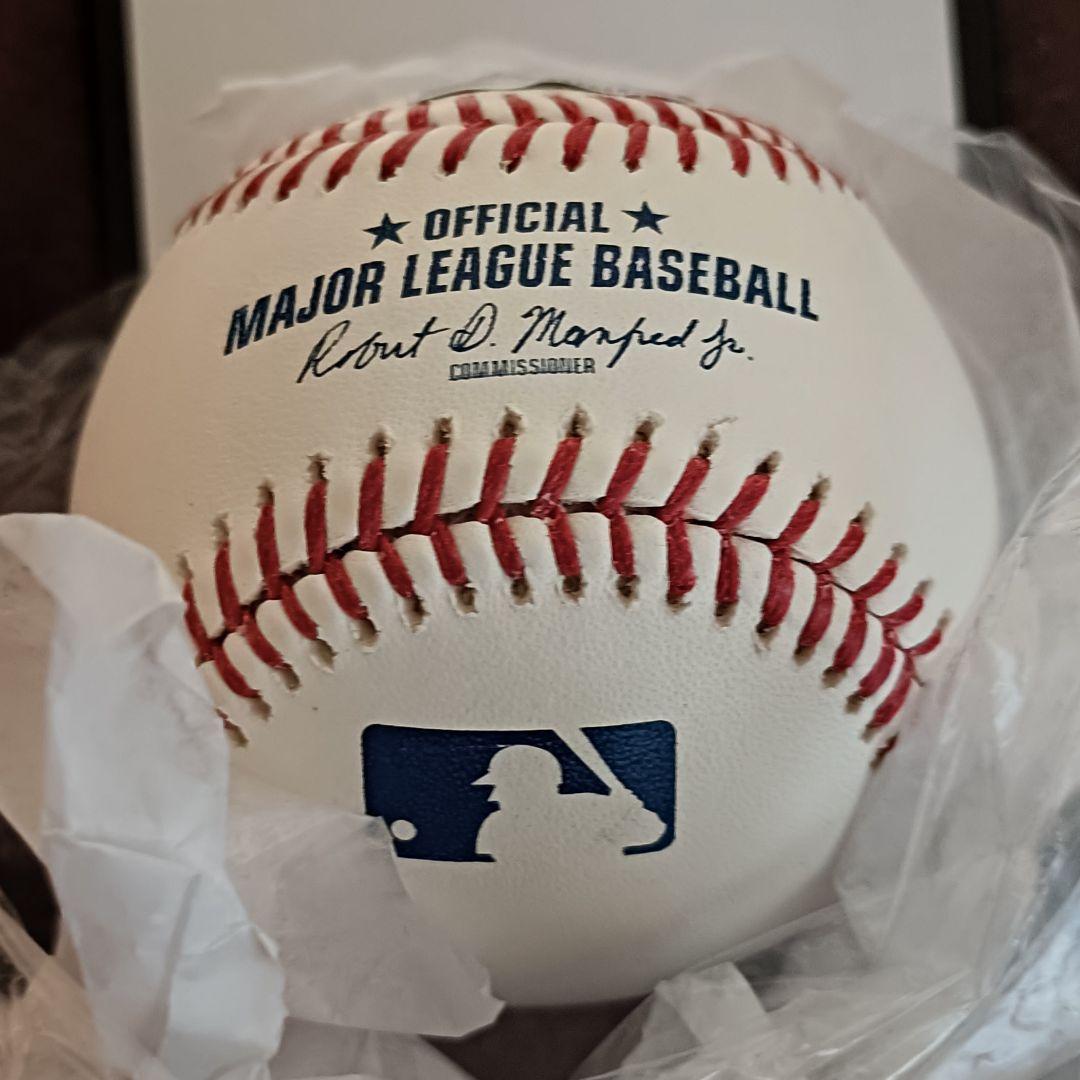 ★ OFFICIAL ★
MAJOR LEAGUE BASEBALL
Robert D. Manfred Jr.
COMMISSIONER